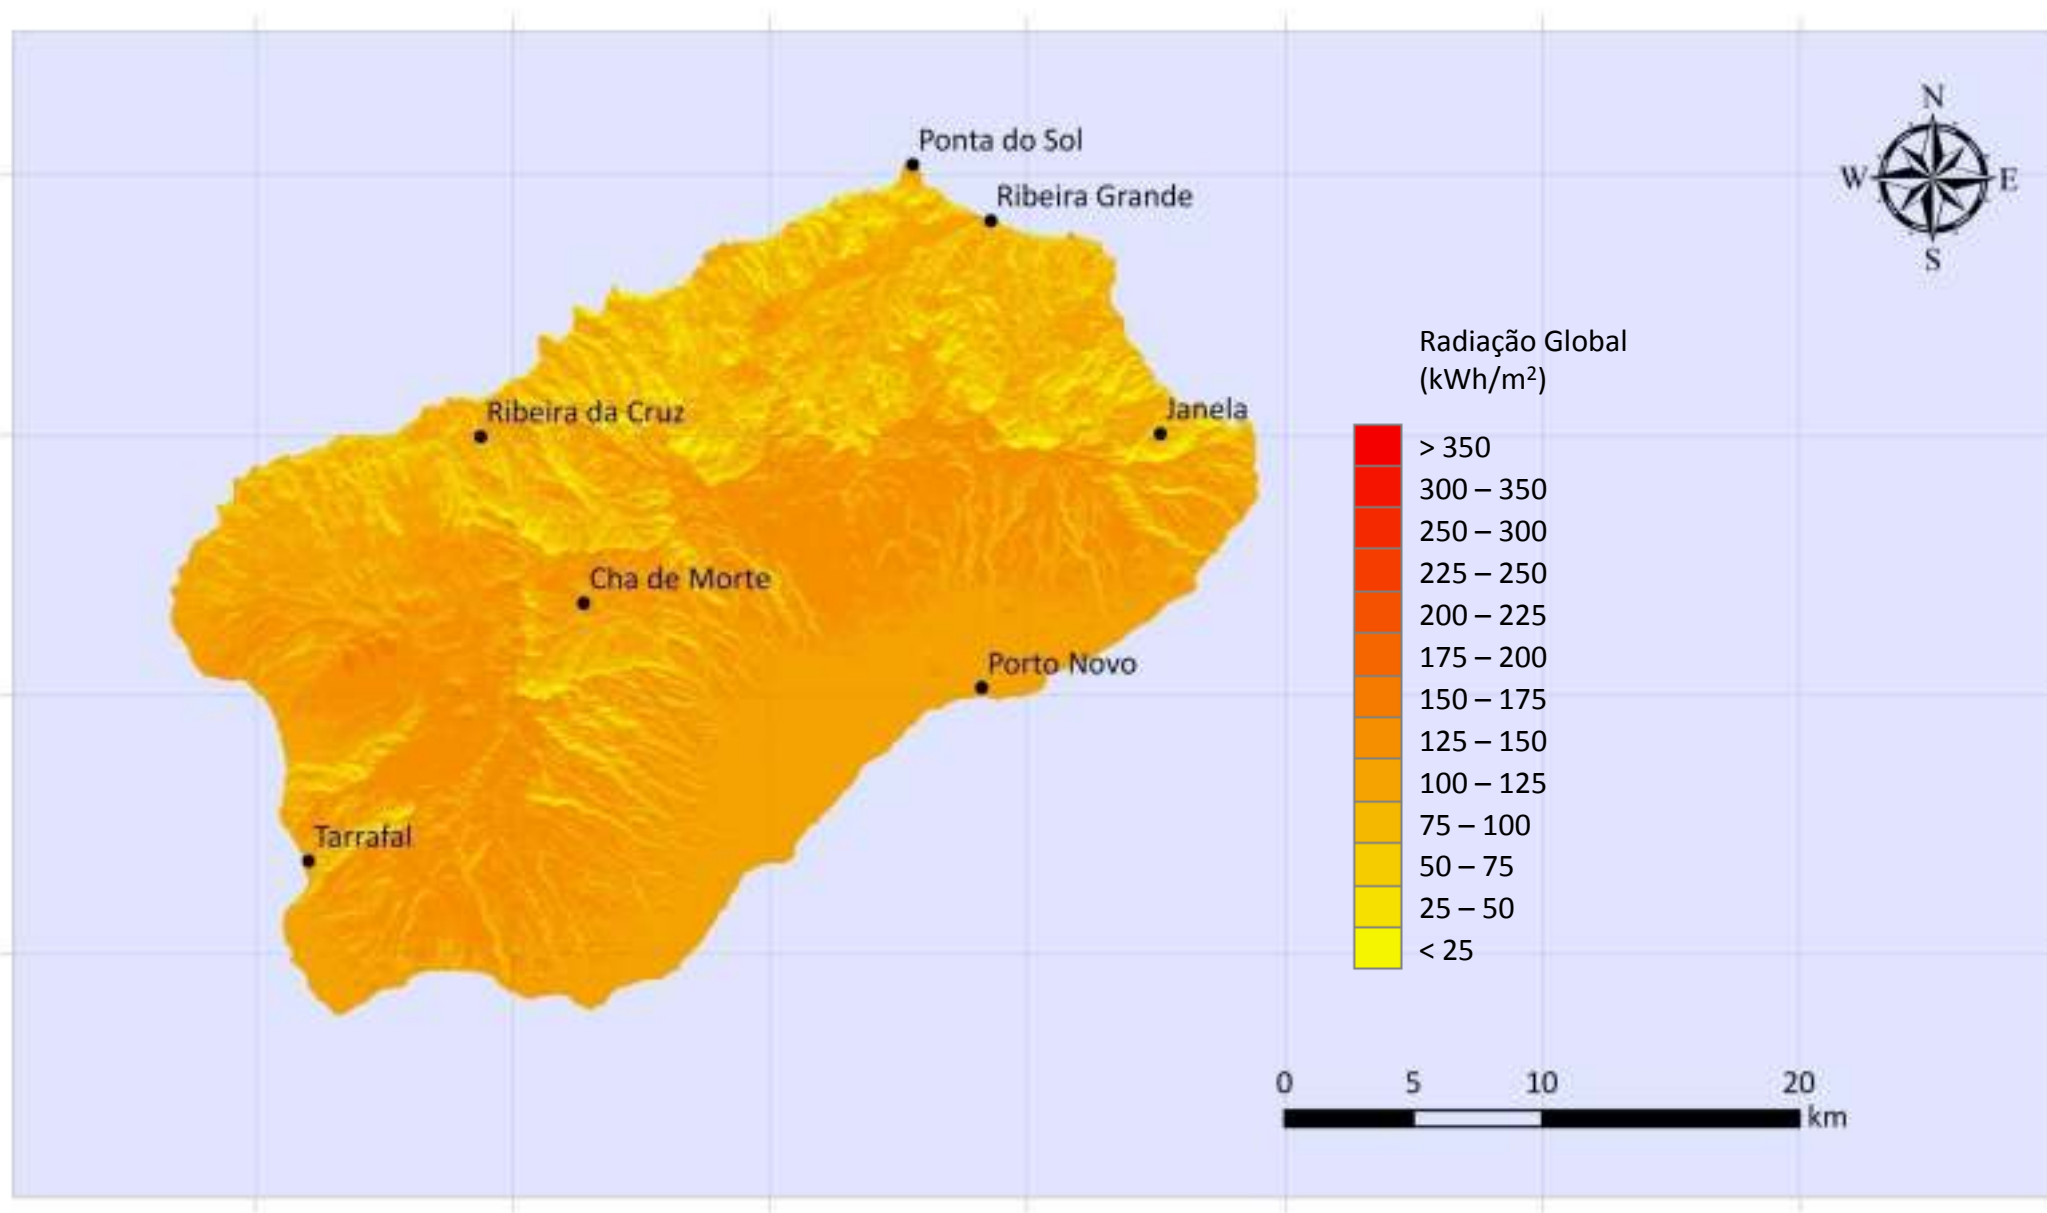 N
W E
S
Ponta do Sol
Ribeira Grande
Ribeira da Cruz
Janela
Cha de Morte
Porto Novo
Tarrafal
Radiação Global
(kWh/m²)
> 350
300 – 350
250 – 300
225 – 250
200 – 225
175 – 200
150 – 175
125 – 150
100 – 125
75 – 100
50 – 75
25 – 50
< 25
0 5 10 20
km